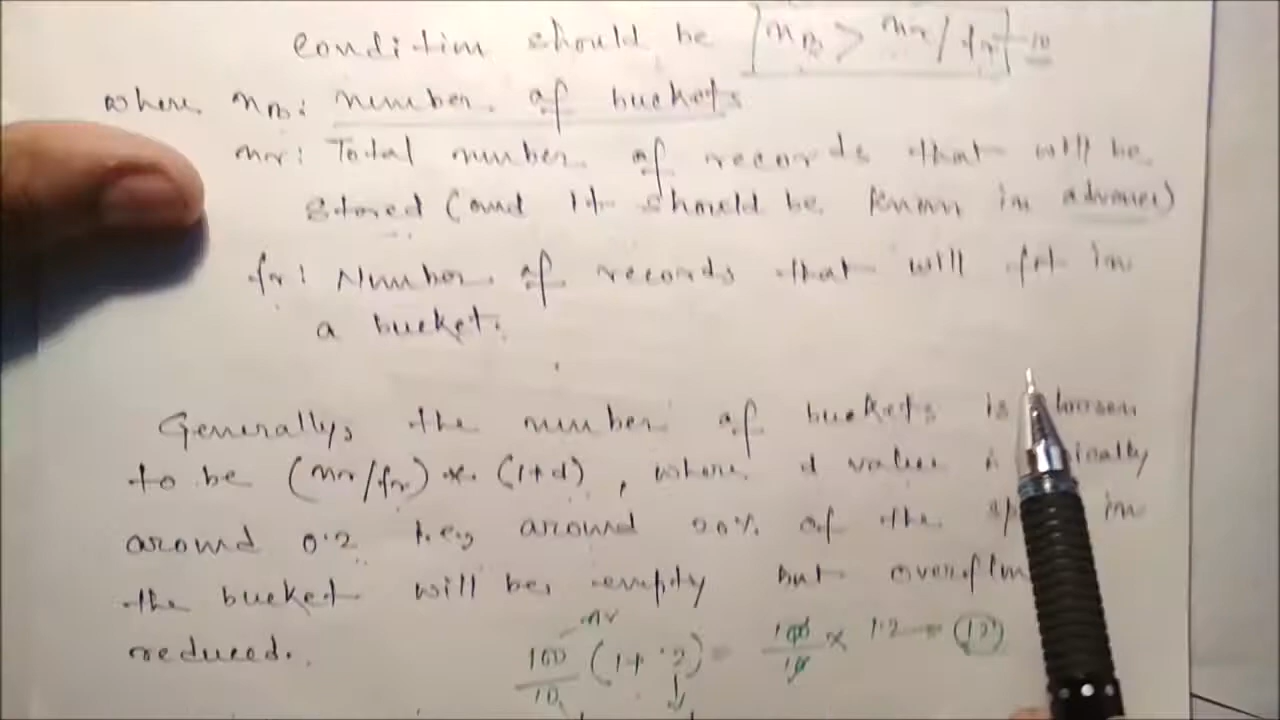 condition should be [nB > nr/fr] 10
where nB: number of buckets
nr: Total number of records that will be
stored (and it should be known in advance)
fr: Number of records that will fit in
a bucket.
Generally, the number of buckets is
to be (nr/fr) * (1+d), where d value
around 0.2 i.e, around 20% of the in
the bucket will be empty but
reduced.
nr
100/10 (1+ .2) = 100/10 × 1.2 = 12